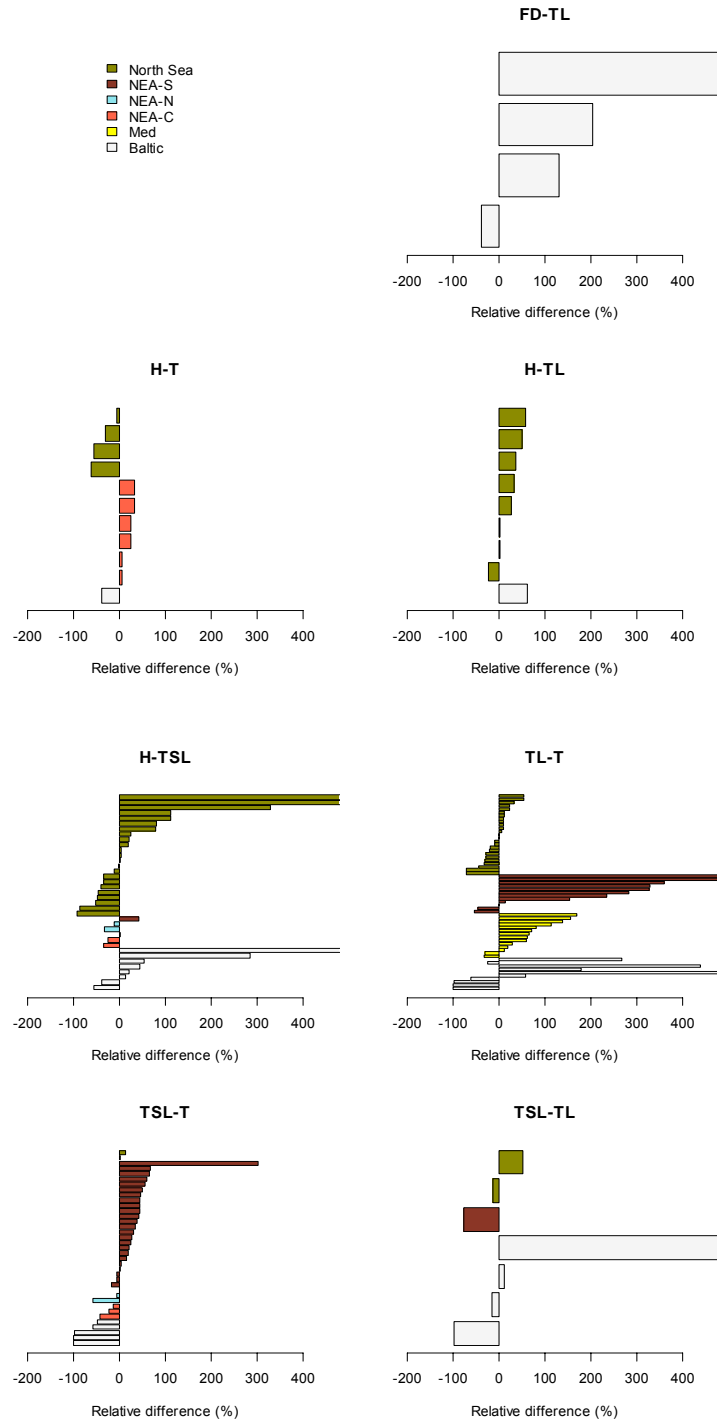 FD-TL
North Sea
NEA-S
NEA-N
NEA-C
Med
Baltic
-200 -100 0 100 200 300 400
Relative difference (%)
H-T
H-TL
-200 -100 0 100 200 300 400
-200 -100 0 100 200 300 400
Relative difference (%)
Relative difference (%)
H-TSL
TL-T
-200 -100 0 100 200 300 400
-200 -100 0 100 200 300 400
Relative difference (%)
Relative difference (%)
TSL-T
TSL-TL
-200 -100 0 100 200 300 400
-200 -100 0 100 200 300 400
Relative difference (%)
Relative difference (%)